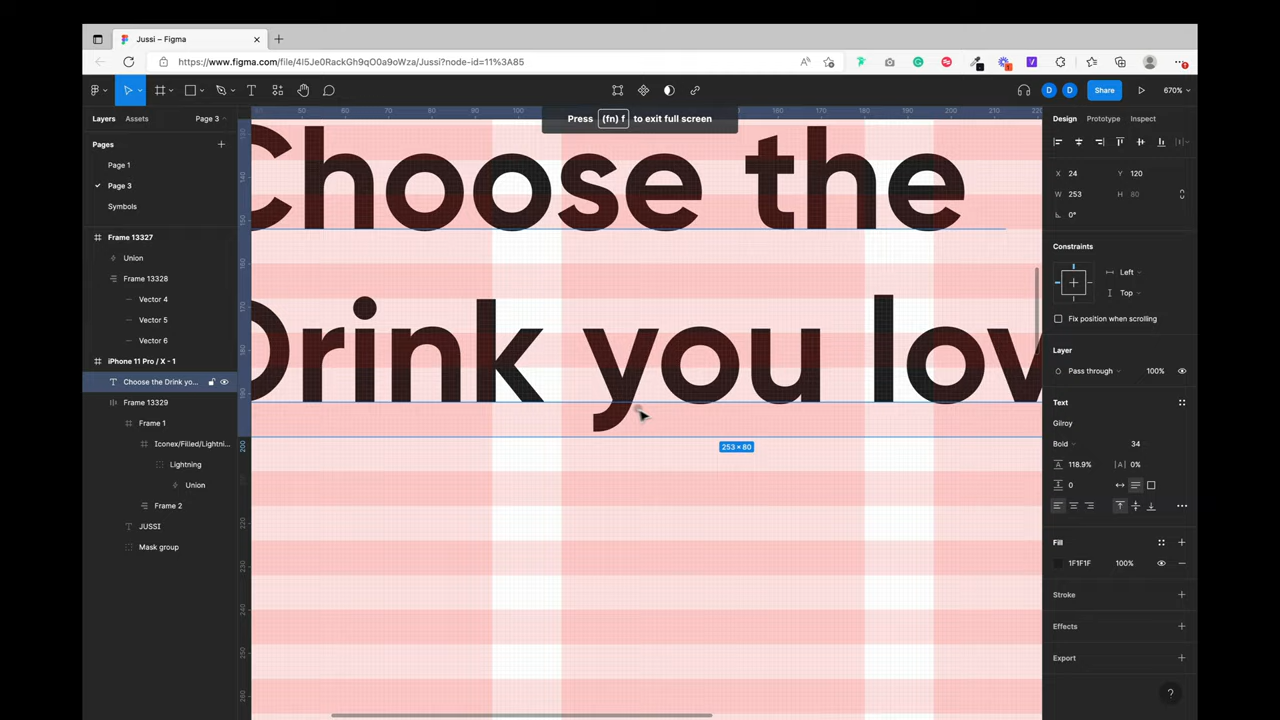 Jussi – Figma
https://www.figma.com/file/4I5Je0RackGh9qO0a9oWza/Jussi?node-id=11%3A85
D D Share 670%
Layers Assets Page 3
Press (fn) f to exit full screen
Design Prototype Inspect
Pages
Page 1
Page 3
Symbols
Frame 13327
Union
Frame 13328
Vector 4
Vector 5
Vector 6
iPhone 11 Pro / X - 1
Choose the Drink yo...
Frame 13329
Frame 1
Iconex/Filled/Lightni...
Lightning
Union
Frame 2
JUSSI
Mask group
Choose the
Drink you lov
253 × 80
X 24 Y 120
W 253 H 80
0°
Constraints
Left
Top
Fix position when scrolling
Layer
Pass through 100%
Text
Gilroy
Bold 34
118.9% |A| 0%
0
Fill
1F1F1F 100%
Stroke
Effects
Export
?